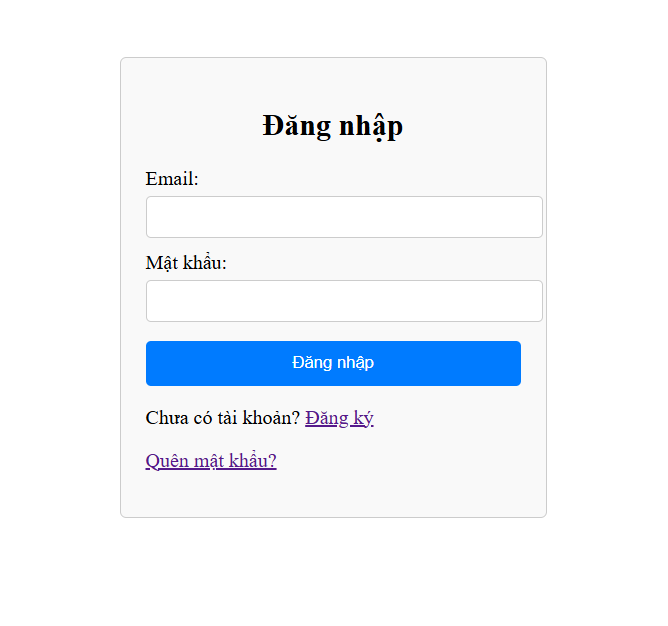 Đăng nhập
Email:
Mật khẩu:
Đăng nhập
Chưa có tài khoản? Đăng ký
Quên mật khẩu?